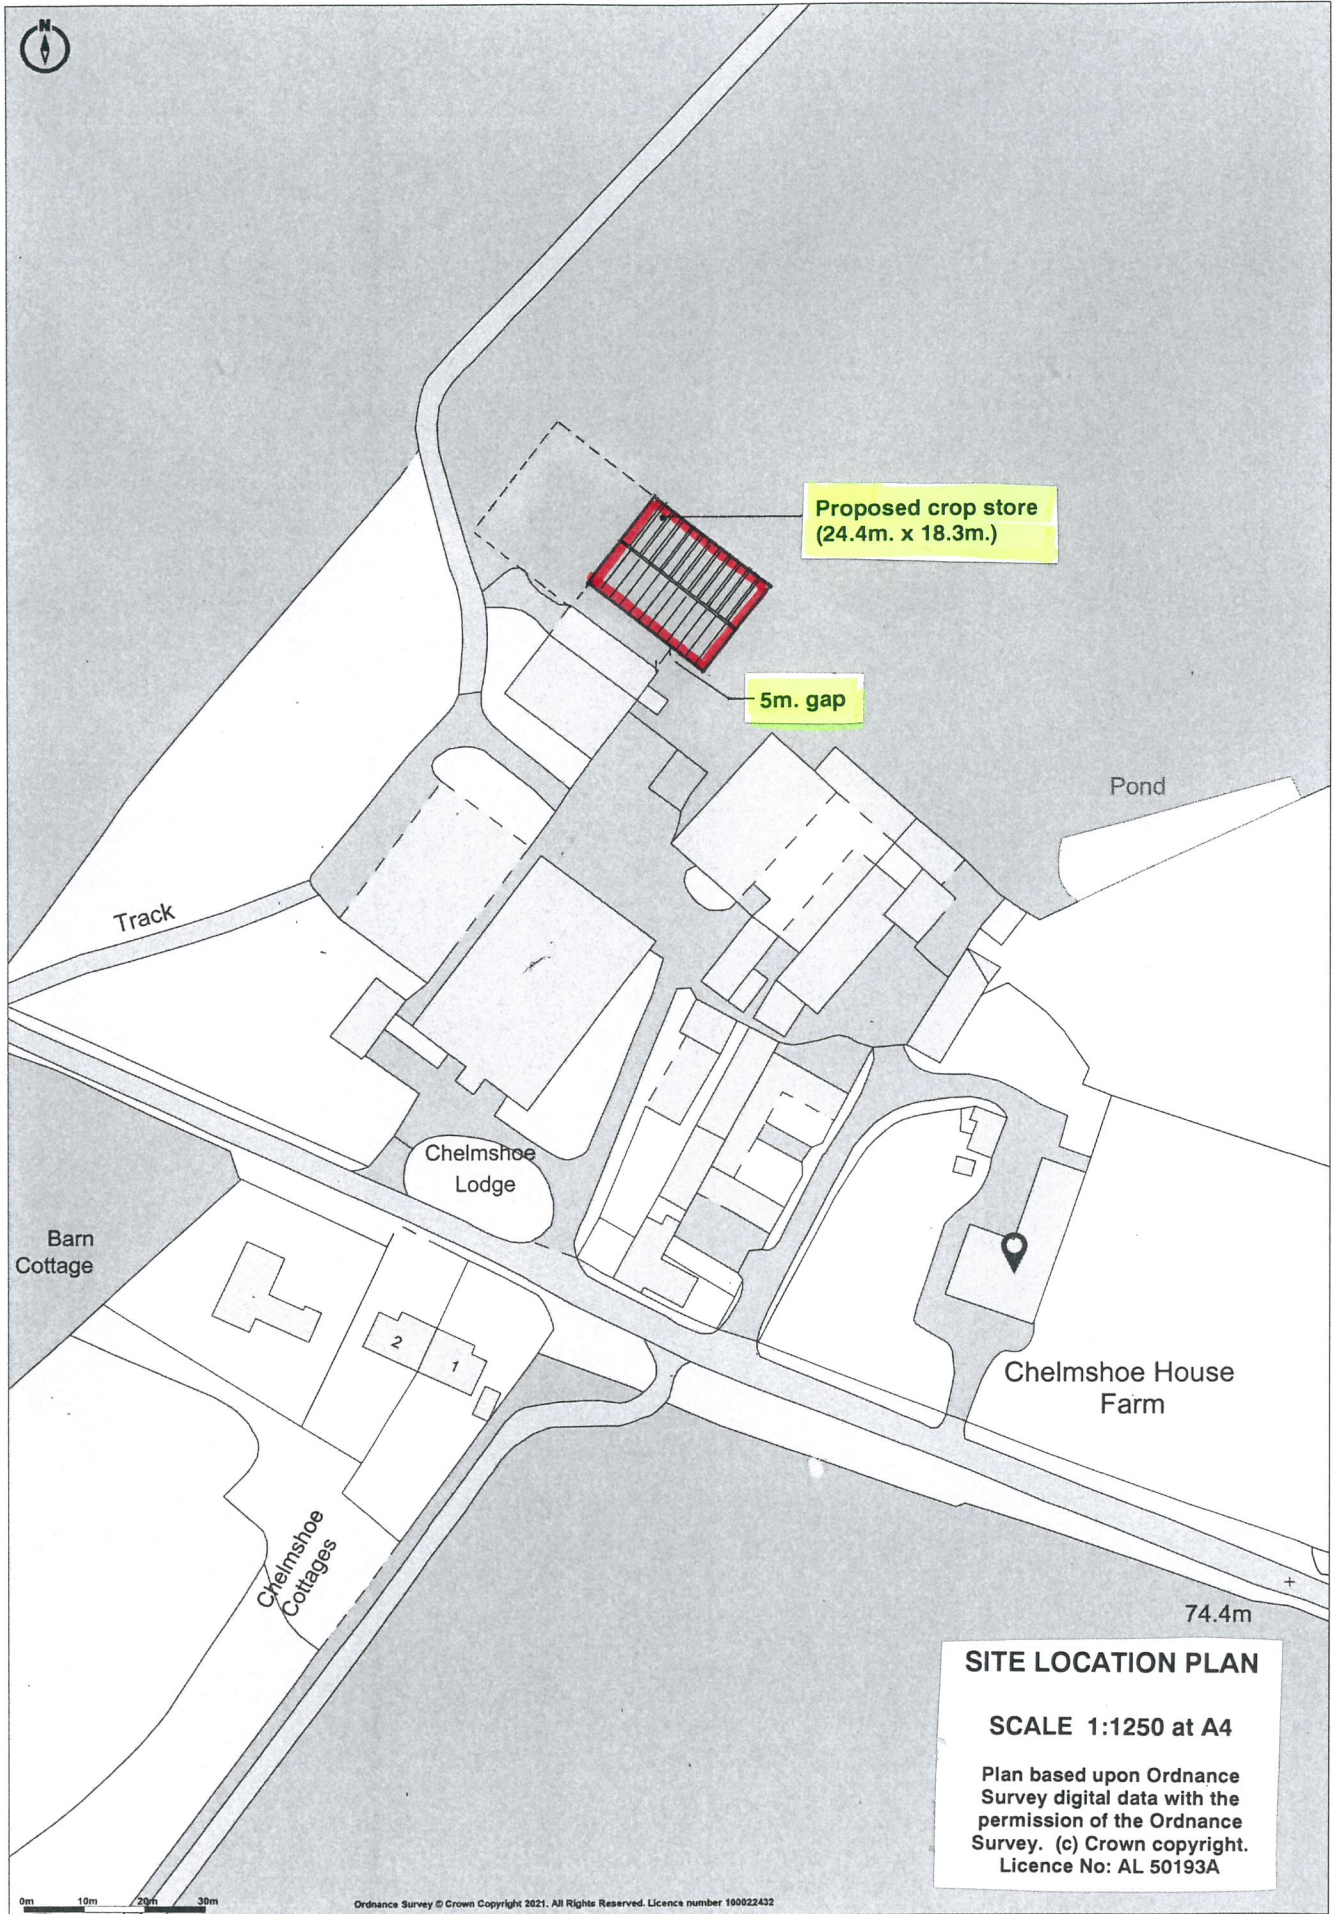 N
Proposed crop store
(24.4m. x 18.3m.)
5m. gap
Pond
Track
Chelmshoe
Lodge
Barn
Cottage
2
1
Chelmshoe House
Farm
Chelmshoe
Cottages
74.4m
SITE LOCATION PLAN
SCALE 1:1250 at A4
Plan based upon Ordnance
Survey digital data with the
permission of the Ordnance
Survey. (c) Crown copyright.
Licence No: AL 50193A
0m 10m 20m 30m
Ordnance Survey © Crown Copyright 2021. All Rights Reserved. Licence number 100022432